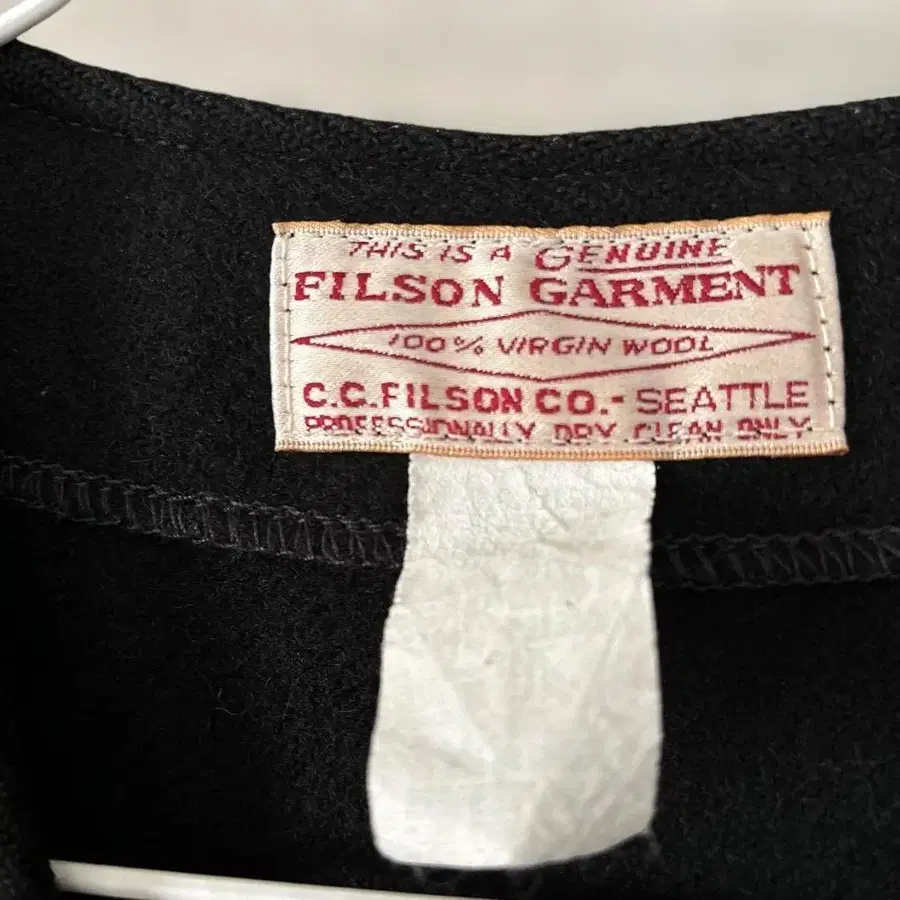 THIS IS A GENUINE
FILSON GARMENT
100% VIRGIN WOOL
C.C.FILSON CO.- SEATTLE
PROFESSIONALLY DRY CLEAN ONLY